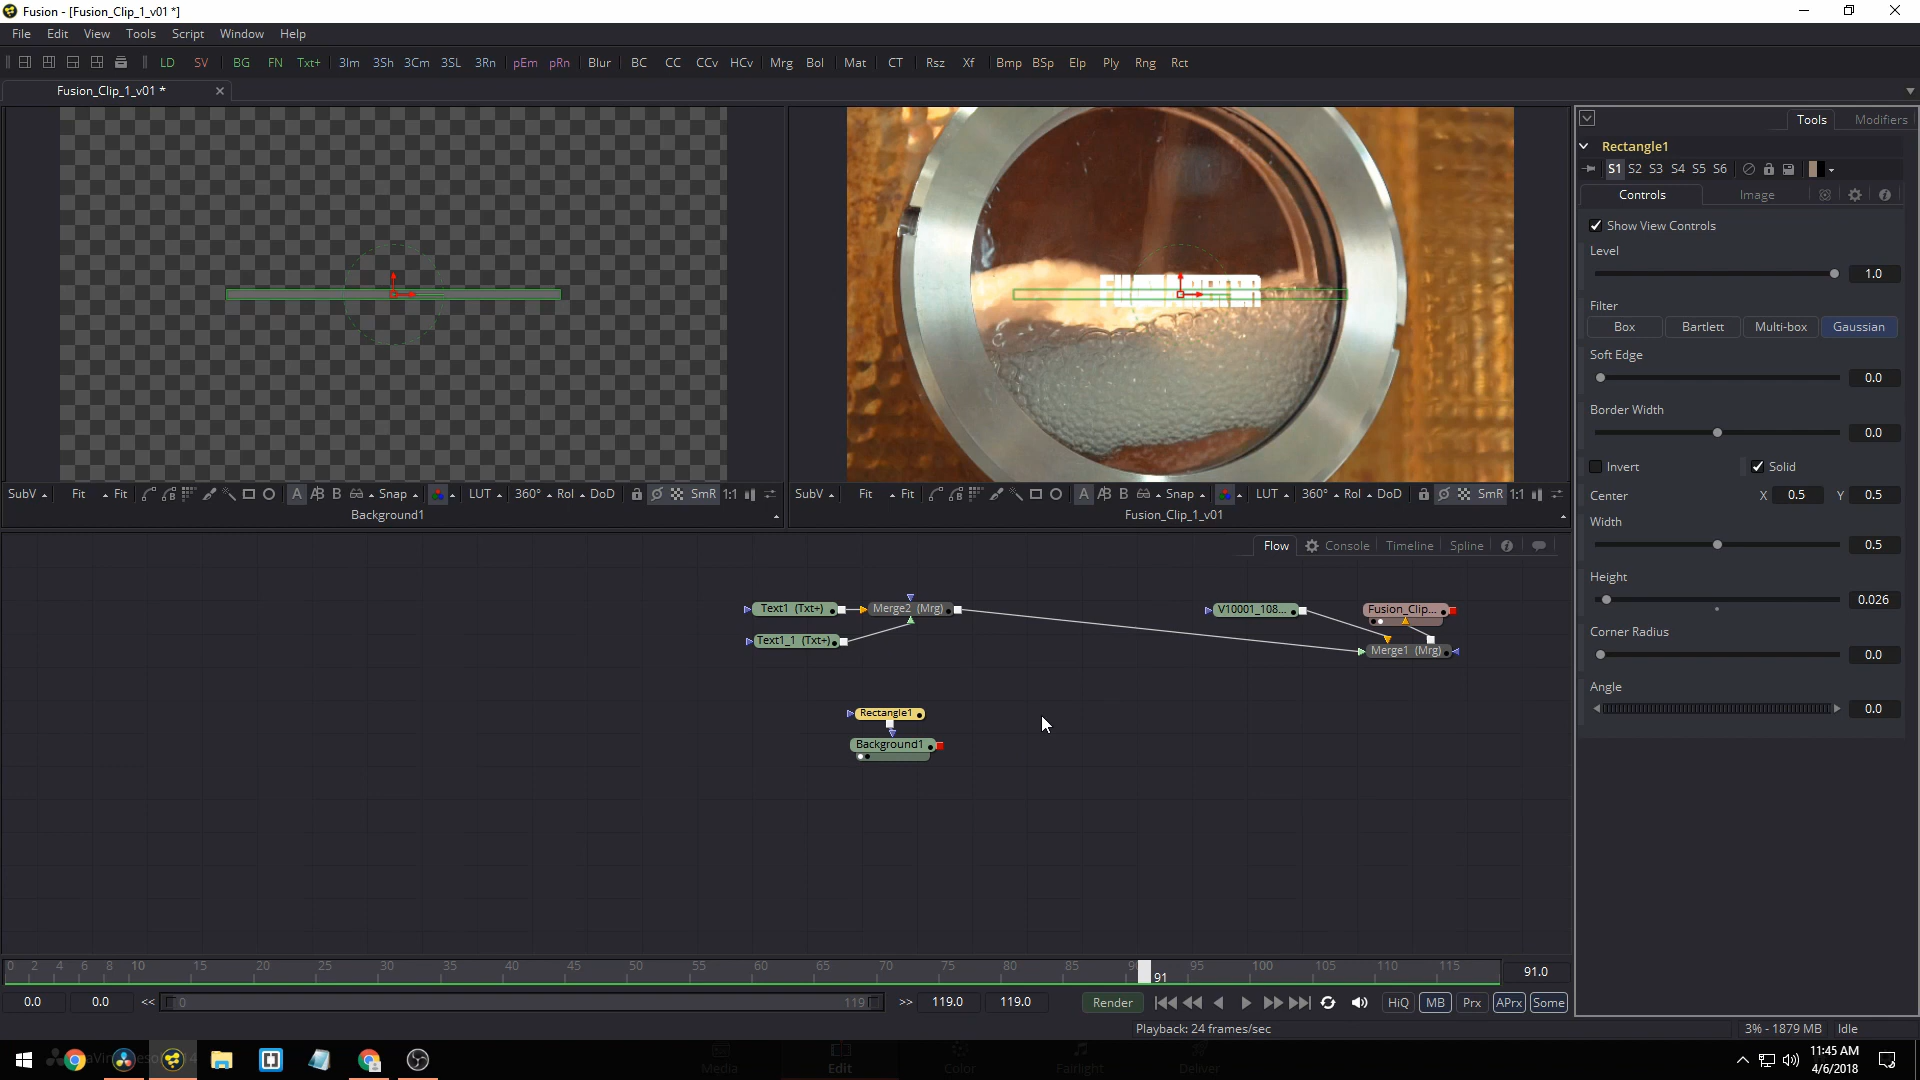 Fusion - [Fusion_Clip_1_v01 *]
File Edit View Tools Script Window Help
LD SV BG FN Txt+ 3Im 3Sh 3Cm 3SL 3Rn pEm pRn Blur BC CC CCv HCv Mrg Bol Mat CT Rsz Xf Bmp BSp Elp Ply Rng Rct
Fusion_Clip_1_v01 *
SubV Fit Fit A A B B Snap LUT 360° Rol DoD SmR 1:1
Background1
SubV Fit Fit A A B B Snap LUT 360° Rol DoD SmR 1:1
Fusion_Clip_1_v01
Flow Console Timeline Spline
Text1 (Txt+)
Merge2 (Mrg)
V10001_108...
Fusion_Clip...
Text1_1 (Txt+)
Merge1 (Mrg)
Rectangle1
Background1
Tools Modifiers
Rectangle1
S1 S2 S3 S4 S5 S6
Controls Image
Show View Controls
Level
1.0
Filter
Box Bartlett Multi-box Gaussian
Soft Edge
0.0
Border Width
0.0
Invert Solid
Center X 0.5 Y 0.5
Width
0.5
Height
0.026
Corner Radius
0.0
Angle
0.0
0 2 4 6 8 10 15 20 25 30 35 40 45 50 55 60 65 70 75 80 85 91 95 100 105 110 115 91.0
0.0 0.0 << 0 119 >> 119.0 119.0 Render HiQ MB Prx APrx Some
Playback: 24 frames/sec 3% - 1879 MB Idle
Media Edit Color Fairlight Deliver
11:45 AM
4/6/2018